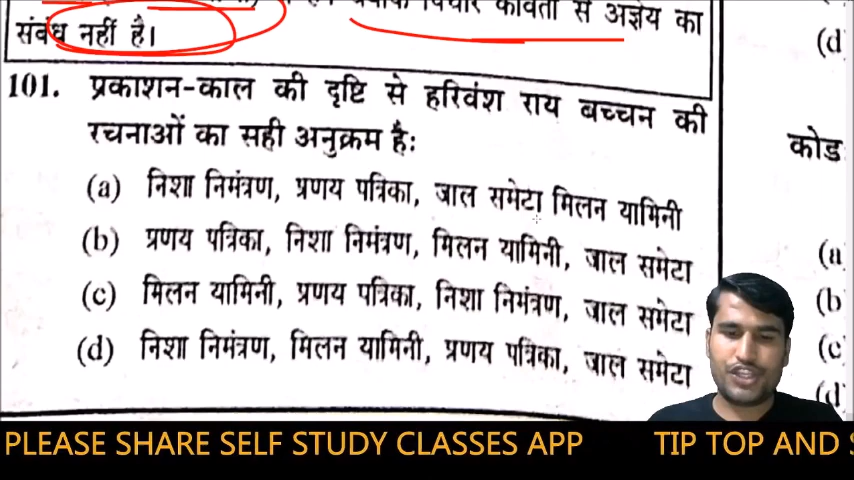 विचार कविता से अज्ञेय का
संबंध नहीं है।
(d)
101. प्रकाशन-काल की दृष्टि से हरिवंश राय बच्चन की
रचनाओं का सही अनुक्रम है:
कोड
(a) निशा निमंत्रण, प्रणय पत्रिका, जाल समेटा मिलन यामिनी
(b) प्रणय पत्रिका, निशा निमंत्रण, मिलन यामिनी, जाल समेटा
(c) मिलन यामिनी, प्रणय पत्रिका, निशा निमंत्रण, जाल समेटा
(d) निशा निमंत्रण, मिलन यामिनी, प्रणय पत्रिका, जाल समेटा
(a
(b
(c
(d
PLEASE SHARE SELF STUDY CLASSES APP TIP TOP AND S